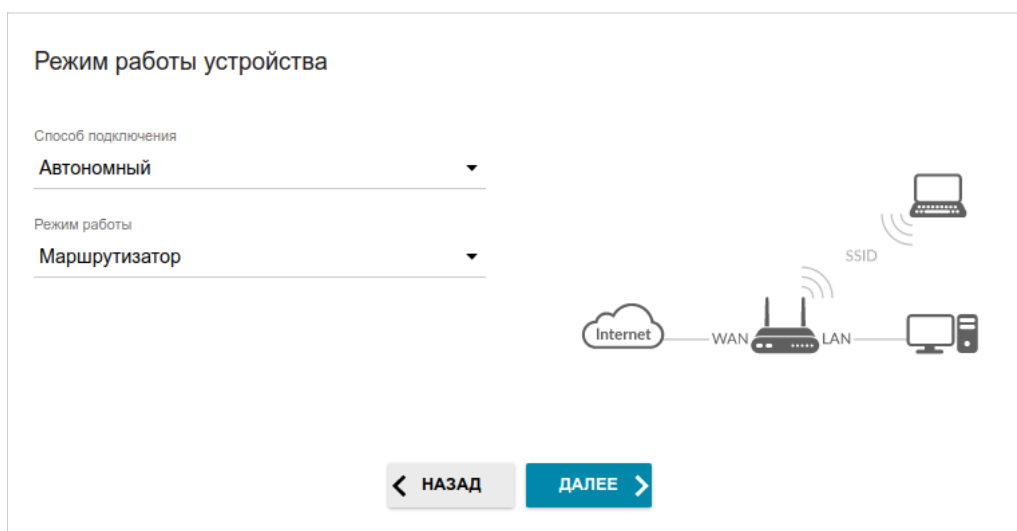 Режим работы устройства
Способ подключения
Автономный
Режим работы
Маршрутизатор
SSID
Internet
WAN
LAN
НАЗАД
ДАЛЕЕ